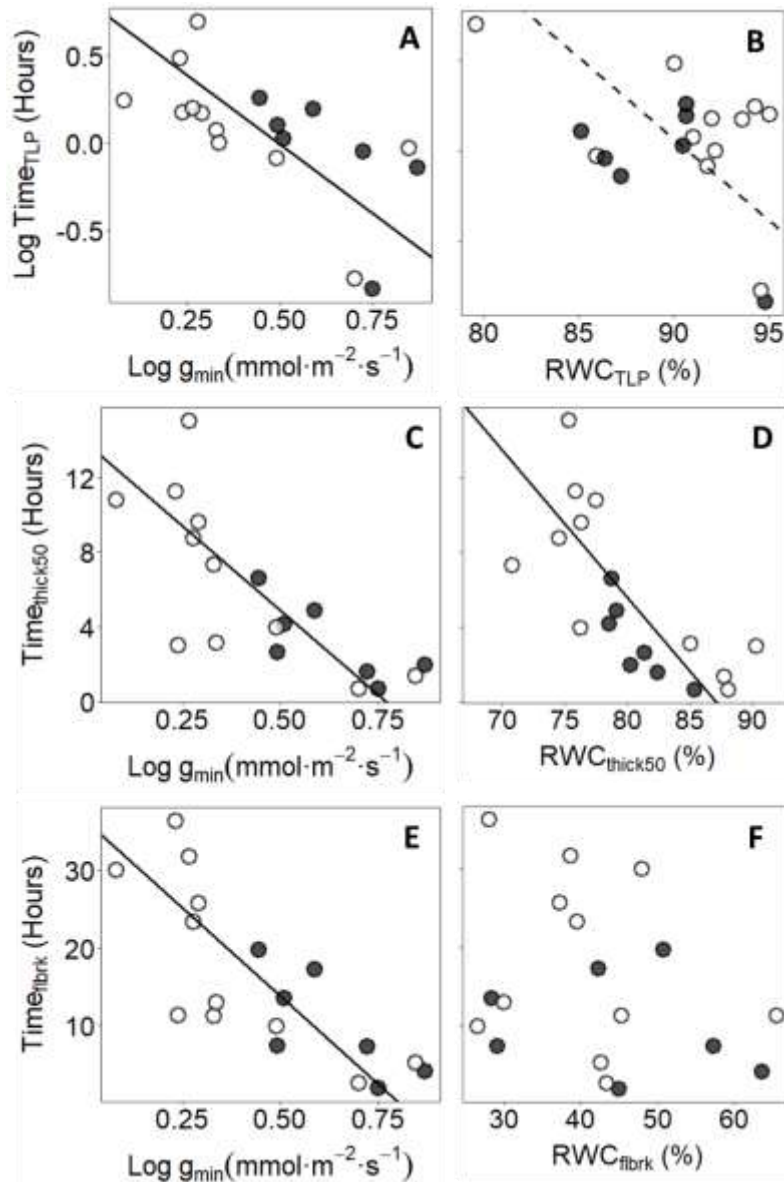 A
B
Log Time_TLP (Hours)
0.5
0.0
-0.5
0.25 0.50 0.75
80 85 90 95
Log g_min(mmol·m⁻²·s⁻¹)
RWC_TLP (%)
C
D
Time_thick50 (Hours)
12
8
4
0
0.25 0.50 0.75
70 75 80 85 90
Log g_min(mmol·m⁻²·s⁻¹)
RWC_thick50 (%)
E
F
Time_flbrk (Hours)
30
20
10
0.25 0.50 0.75
30 40 50 60
Log g_min(mmol·m⁻²·s⁻¹)
RWC_flbrk (%)